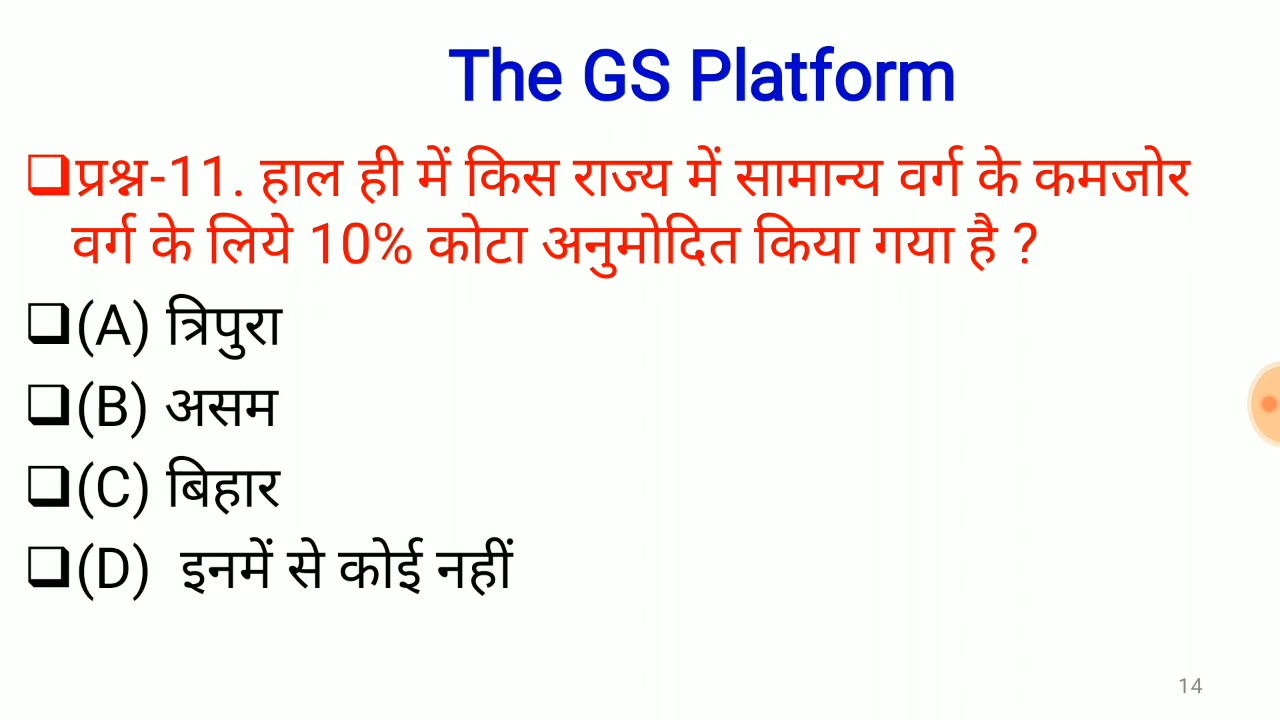 The GS Platform
❑प्रश्न-11. हाल ही में किस राज्य में सामान्य वर्ग के कमजोर
वर्ग के लिये 10% कोटा अनुमोदित किया गया है ?
❑(A) त्रिपुरा
❑(B) असम
❑(C) बिहार
❑(D) इनमें से कोई नहीं
14